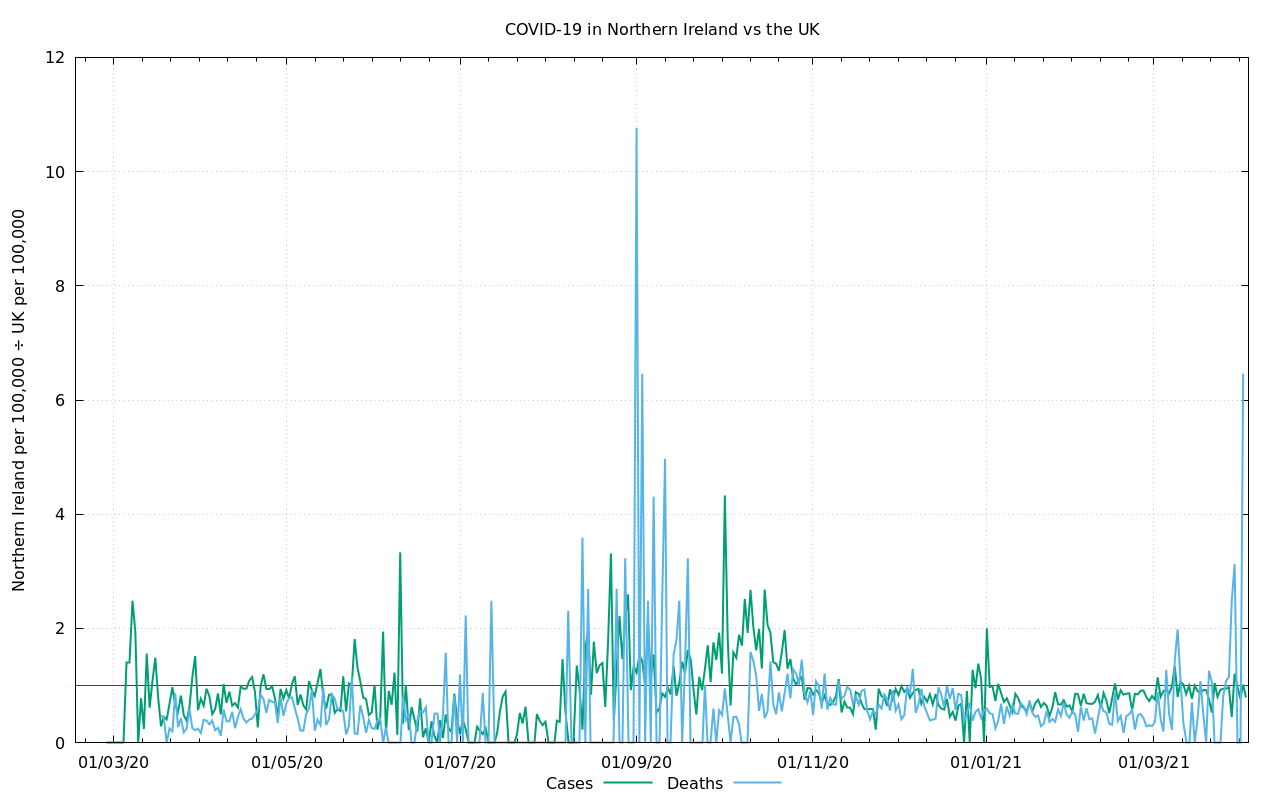 COVID-19 in Northern Ireland vs the UK
Northern Ireland per 100,000 ÷ UK per 100,000
12
10
8
6
4
2
0
01/03/20 01/05/20 01/07/20 01/09/20 01/11/20 01/01/21 01/03/21
Cases Deaths